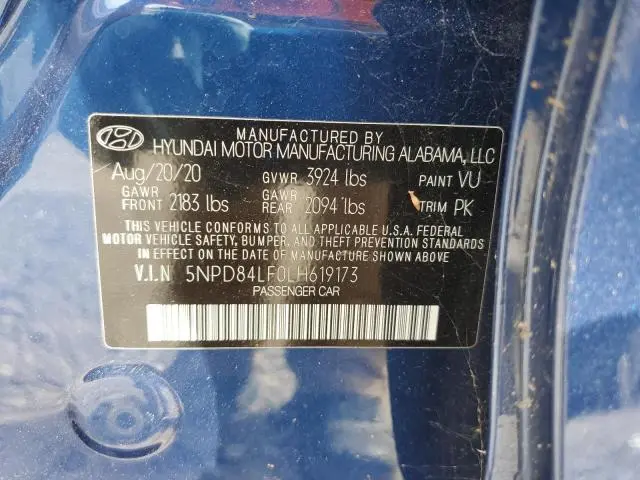 MANUFACTURED BY
HYUNDAI MOTOR MANUFACTURING ALABAMA, LLC
Aug/20/20 GVWR 3924 lbs PAINT VU
GAWR FRONT 2183 lbs GAWR REAR 2094 lbs TRIM PK
THIS VEHICLE CONFORMS TO ALL APPLICABLE U.S.A. FEDERAL
MOTOR VEHICLE SAFETY, BUMPER, AND THEFT PREVENTION STANDARDS
IN EFFECT ON THE DATE OF MANUFACTURE SHOWN ABOVE
V.I.N 5NPD84LF0LH619173
PASSENGER CAR